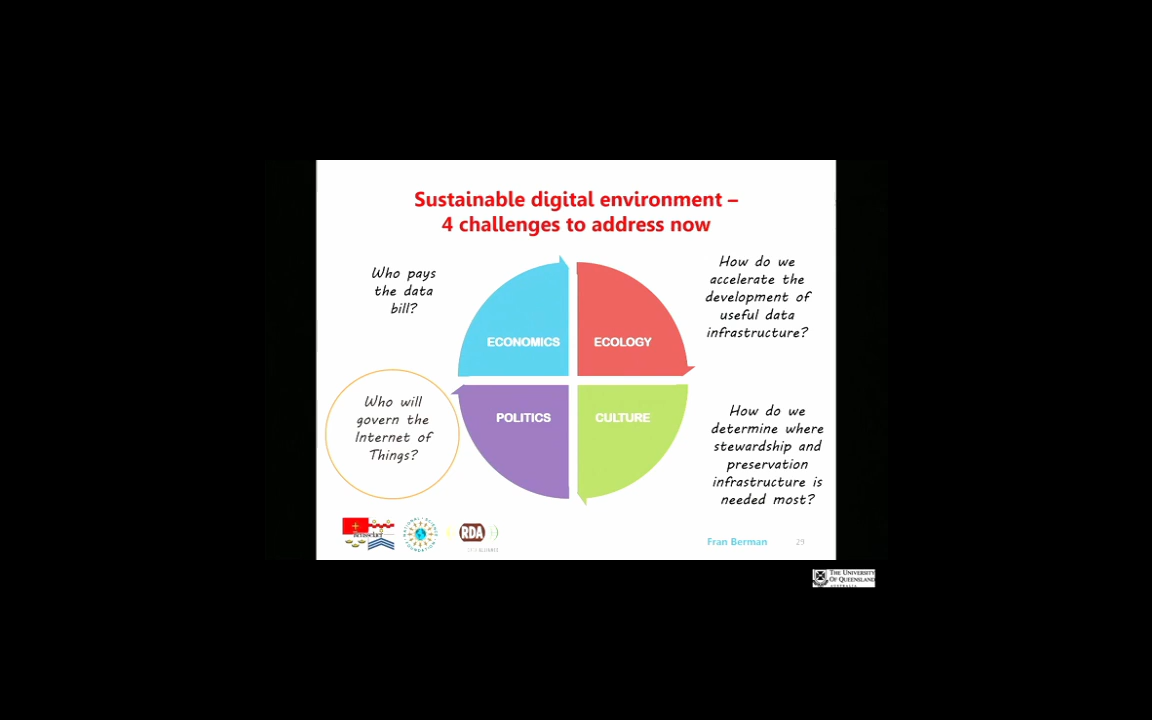 Sustainable digital environment –
4 challenges to address now
Who pays
the data
bill?
How do we
accelerate the
development of
useful data
infrastructure?
ECONOMICS
ECOLOGY
POLITICS
CULTURE
Who will
govern the
Internet of
Things?
How do we
determine where
stewardship and
preservation
infrastructure is
needed most?
RDA
Fran Berman
29
THE UNIVERSITY
OF QUEENSLAND
AUSTRALIA